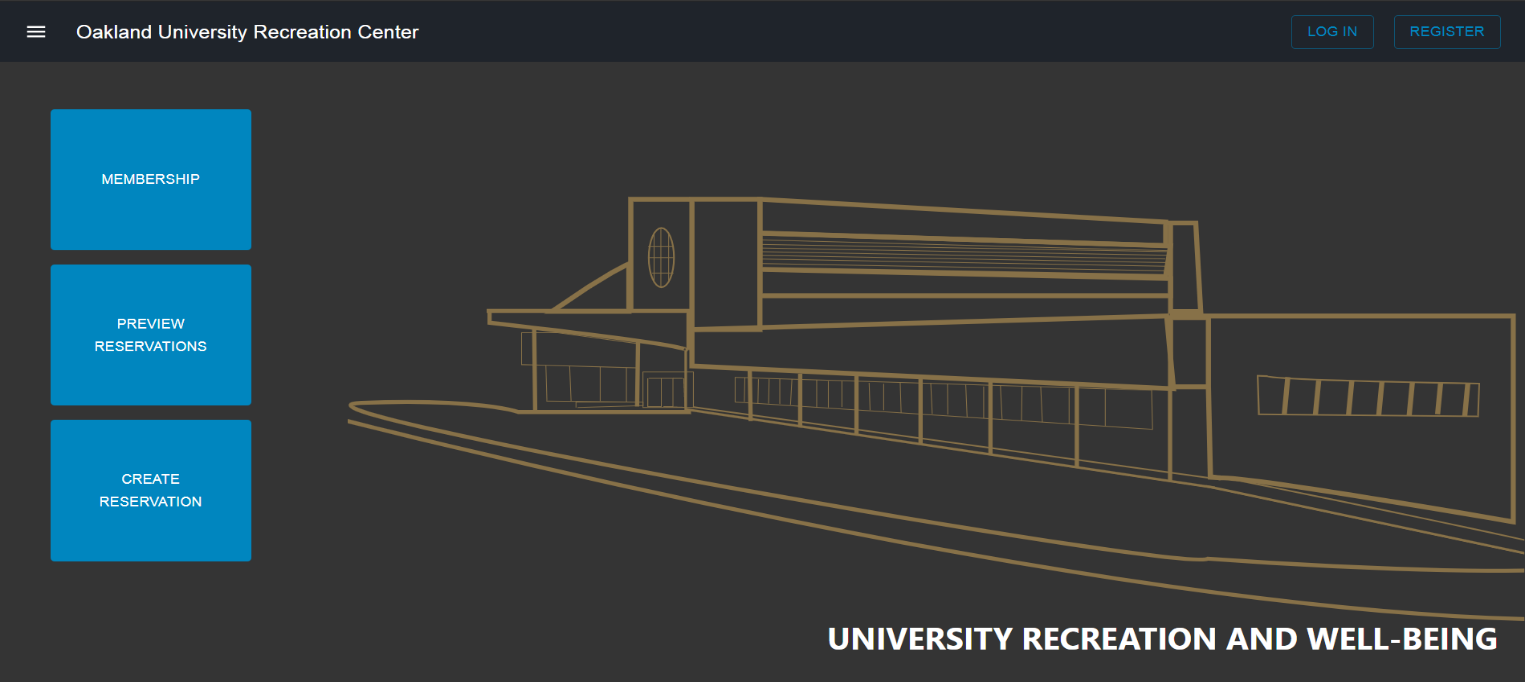 Oakland University Recreation Center
LOG IN
REGISTER
MEMBERSHIP
PREVIEW
RESERVATIONS
CREATE
RESERVATION
UNIVERSITY RECREATION AND WELL-BEING